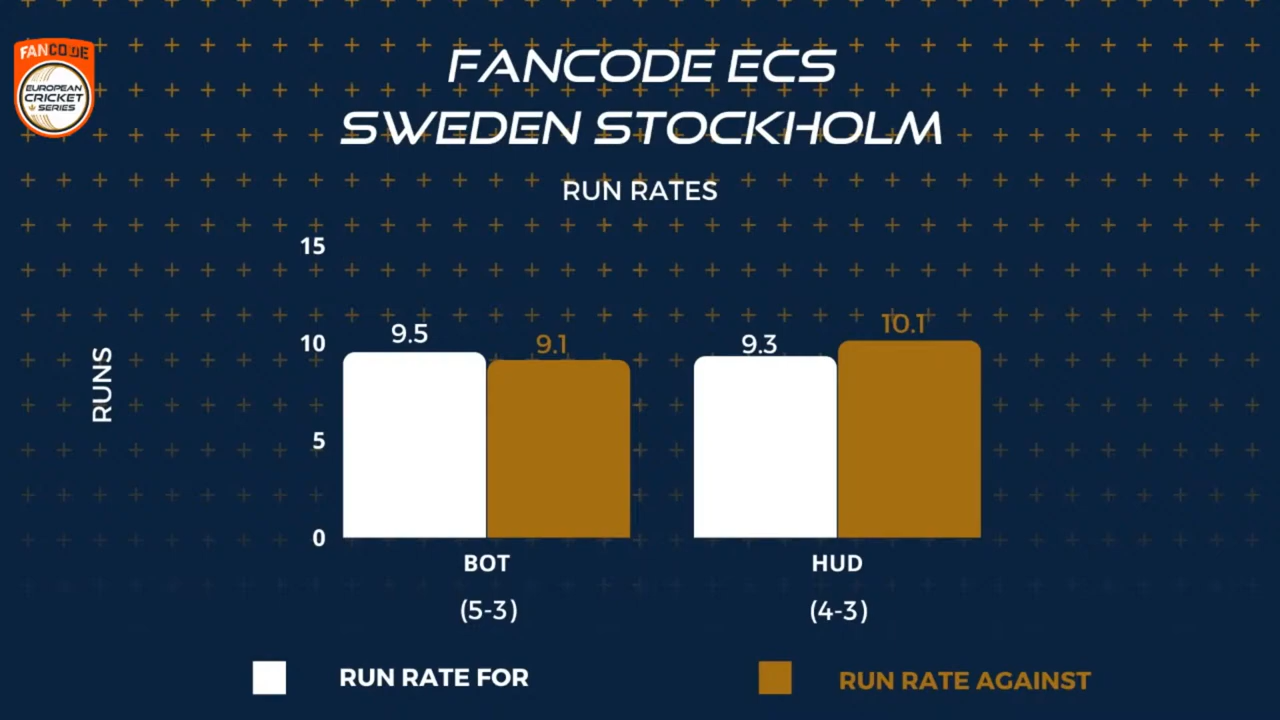 FANCODE
EUROPEAN
CRICKET
SERIES
FANCODE ECS
SWEDEN STOCKHOLM
RUN RATES
15
10
5
0
RUNS
9.5
9.1
9.3
10.1
BOT
HUD
(5-3)
(4-3)
RUN RATE FOR
RUN RATE AGAINST